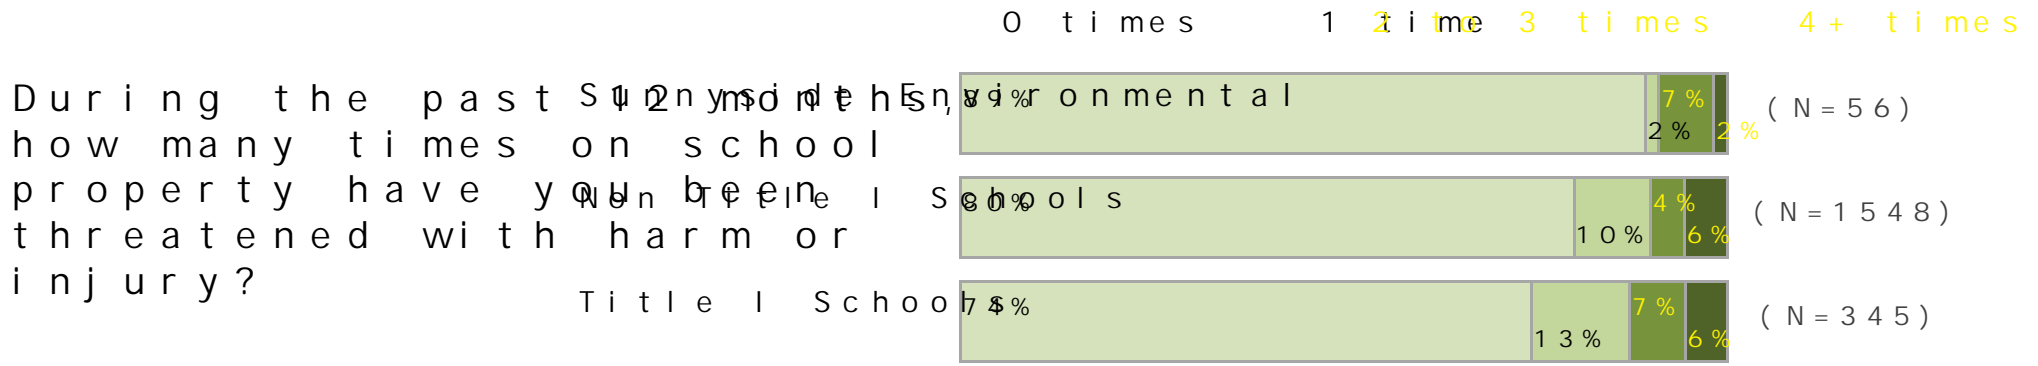 0 times 1 time 2 to 3 times 4+ times
During the past 12 months,
how many times on school
property have you been
threatened with harm or
injury?
Sunnyside Environmental 89% 2% 7% 2% (N=56)
Non Title I Schools 80% 10% 4% 6% (N=1548)
Title I Schools 74% 13% 7% 6% (N=345)